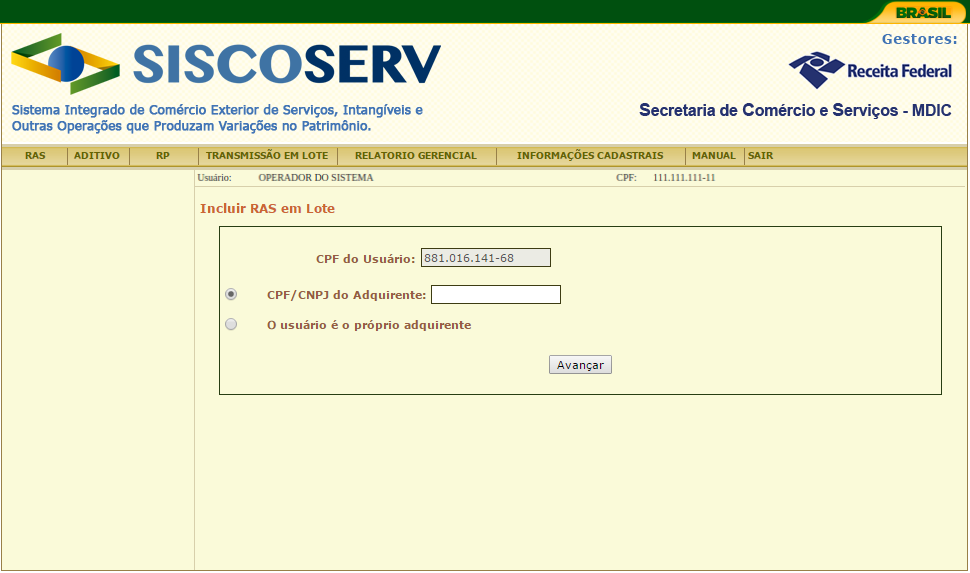 BRASIL
Gestores:
SISCOSERV
Receita Federal
Sistema Integrado de Comércio Exterior de Serviços, Intangíveis e
Outras Operações que Produzam Variações no Patrimônio.
Secretaria de Comércio e Serviços - MDIC
RAS ADITIVO RP TRANSMISSÃO EM LOTE RELATORIO GERENCIAL INFORMAÇÕES CADASTRAIS MANUAL SAIR
Usuário: OPERADOR DO SISTEMA CPF: 111.111.111-11
Incluir RAS em Lote
CPF do Usuário: 881.016.141-68
CPF/CNPJ do Adquirente:
O usuário é o próprio adquirente
Avançar